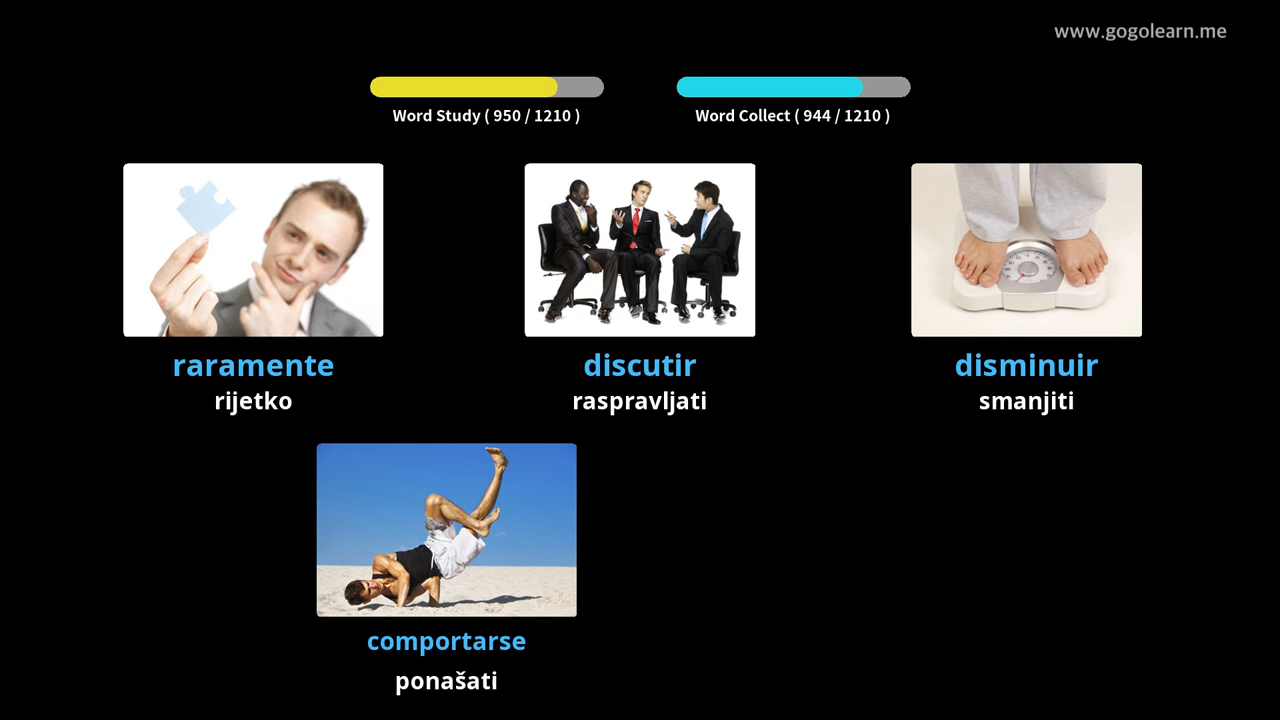 www.gogolearn.me
Word Study ( 950 / 1210 )
Word Collect ( 944 / 1210 )
raramente
rijetko
discutir
raspravljati
disminuir
smanjiti
comportarse
ponašati